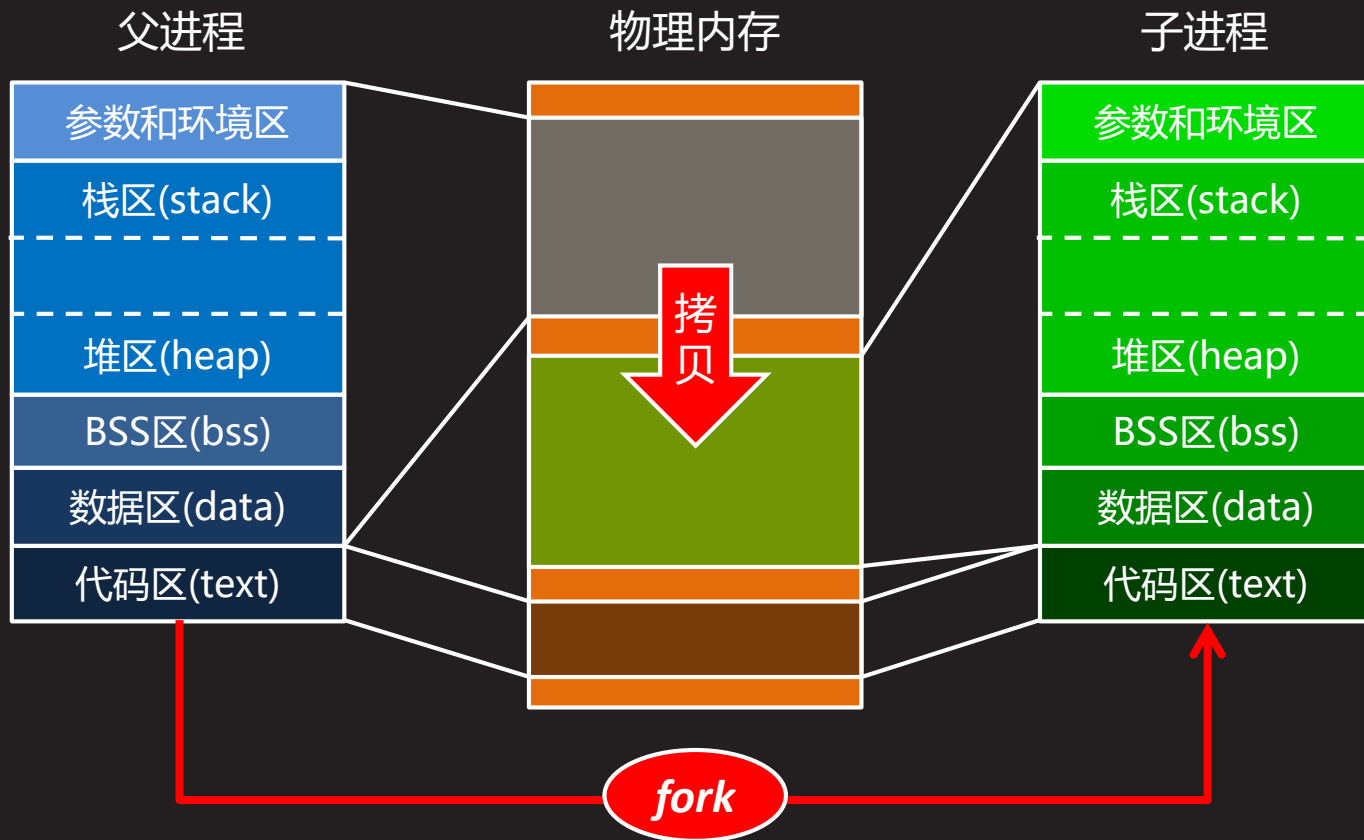 父进程
物理内存
子进程
参数和环境区
栈区(stack)
堆区(heap)
BSS区(bss)
数据区(data)
代码区(text)
拷
贝
参数和环境区
栈区(stack)
堆区(heap)
BSS区(bss)
数据区(data)
代码区(text)
fork